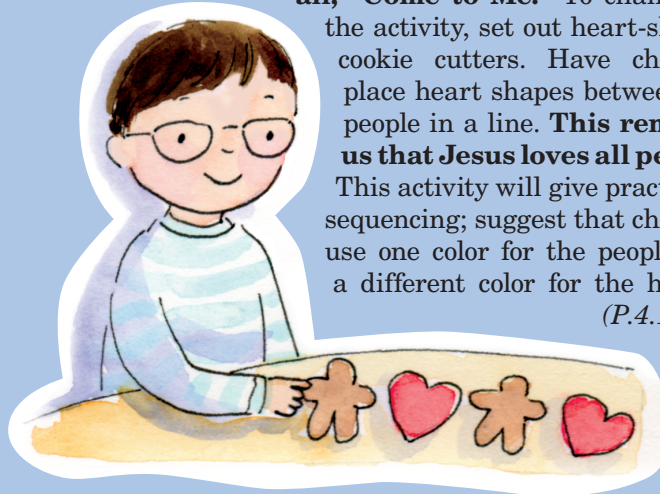 "Come to Me."
the activity, set out
cookie cutters. Have
place heart shapes
people in a line. This
us that Jesus loves all
This activity will give
sequencing; suggest that
use one color for the
a different color for the